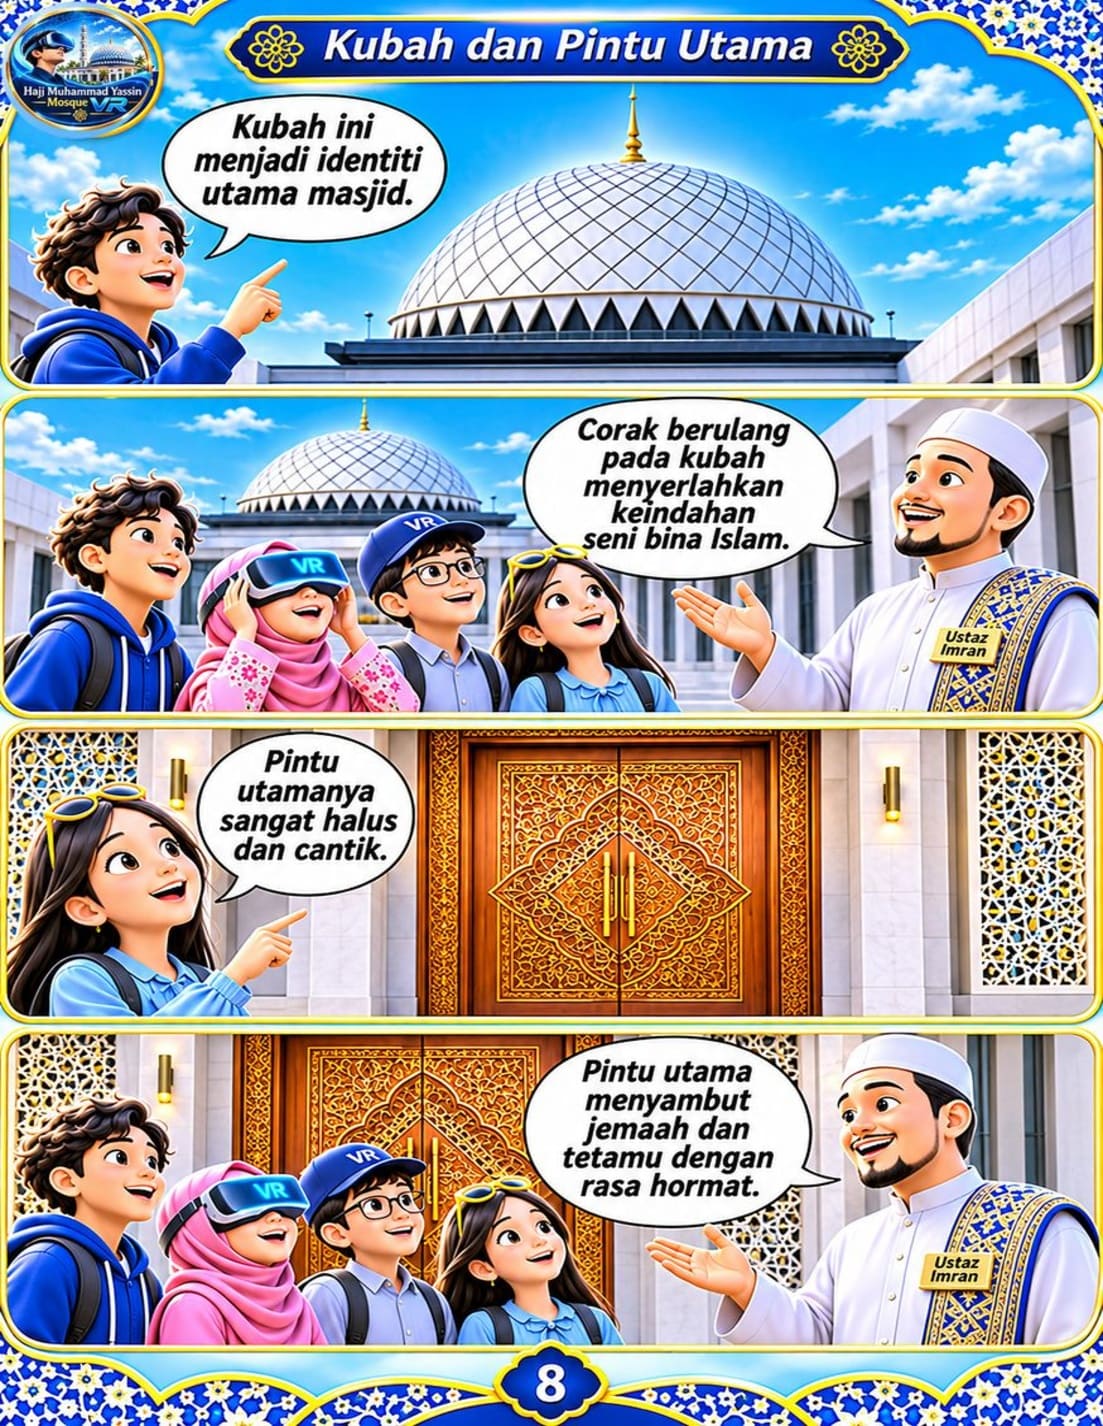 Haji Muhammad Yassin
Mosque VR
Kubah dan Pintu Utama
Kubah ini
menjadi identiti
utama masjid.
Corak berulang
pada kubah
menyerlahkan
keindahan
seni bina Islam.
VR
VR
Ustaz
Imran
Pintu
utamanya
sangat halus
dan cantik.
Pintu utama
menyambut
jemaah dan
tetamu dengan
rasa hormat.
VR
VR
Ustaz
Imran
8